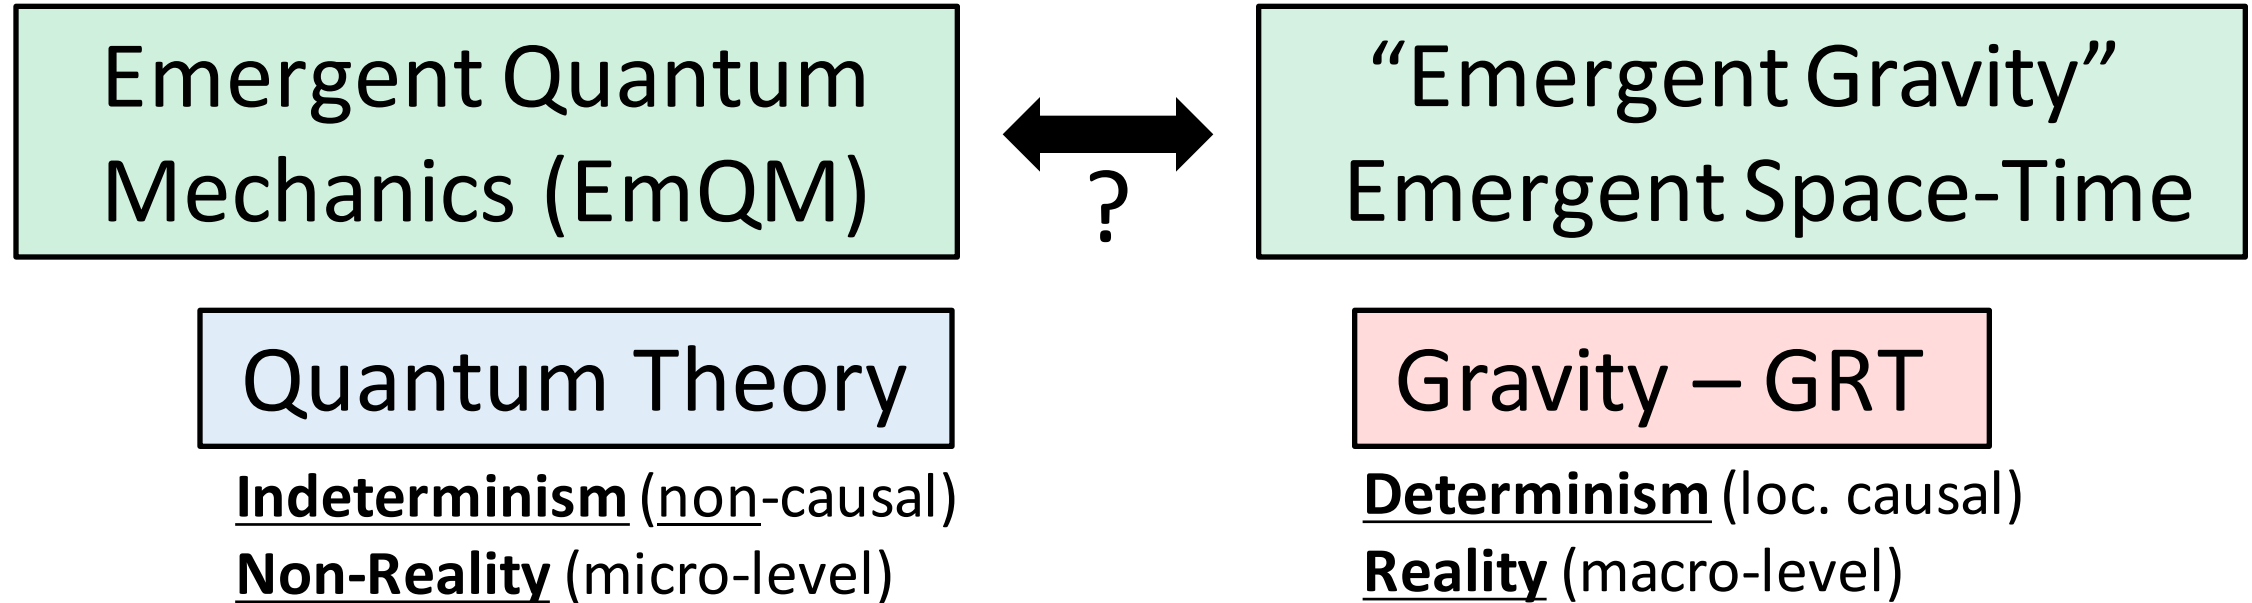 Emergent Quantum
Mechanics (EmQM)
?
“Emergent Gravity”
Emergent Space-Time
Quantum Theory
Indeterminism (non-causal)
Non-Reality (micro-level)
Gravity – GRT
Determinism (loc. causal)
Reality (macro-level)